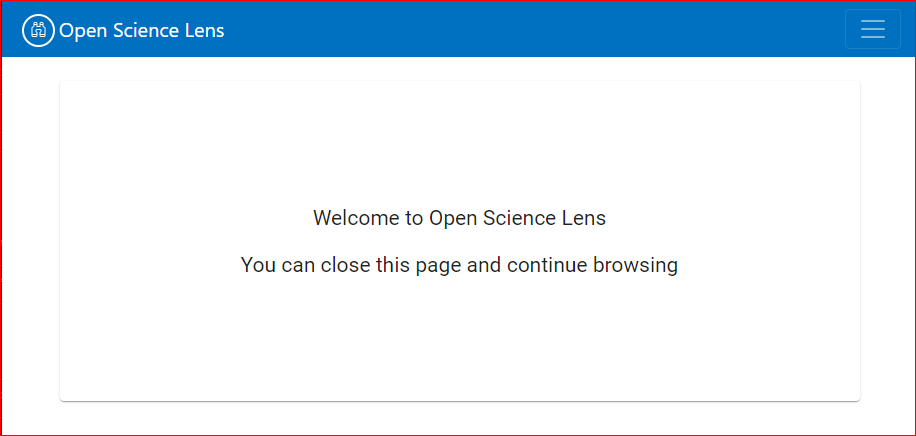 Open Science Lens
Welcome to Open Science Lens
You can close this page and continue browsing